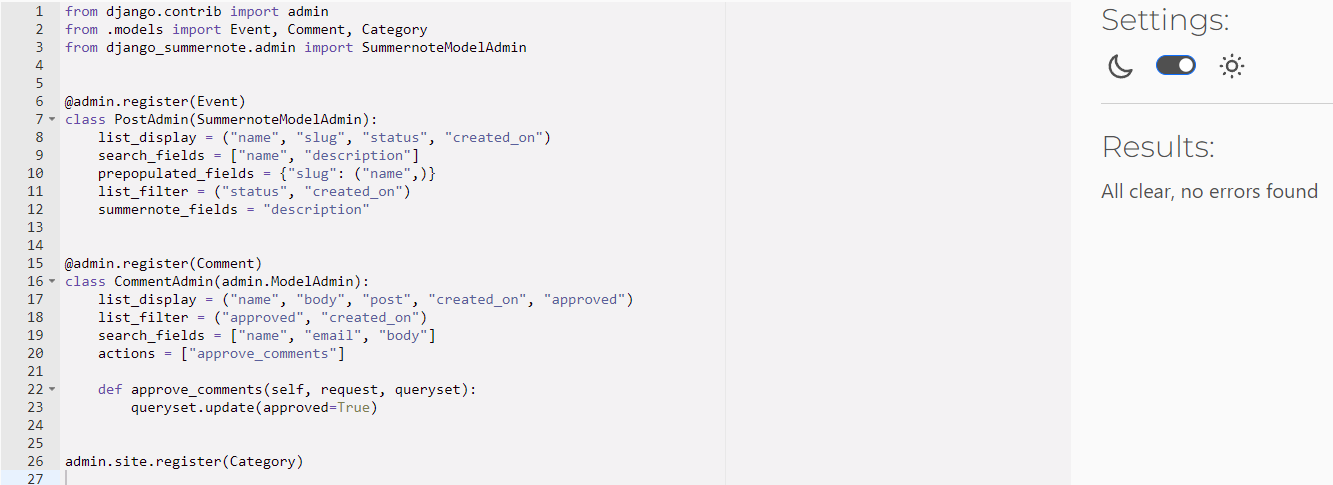 1 from django.contrib import admin
2 from .models import Event, Comment, Category
3 from django_summernote.admin import SummernoteModelAdmin
4
5
6 @admin.register(Event)
7 class PostAdmin(SummernoteModelAdmin):
8     list_display = ("name", "slug", "status", "created_on")
9     search_fields = ["name", "description"]
10     prepopulated_fields = {"slug": ("name",)}
11     list_filter = ("status", "created_on")
12     summernote_fields = "description"
13
14
15 @admin.register(Comment)
16 class CommentAdmin(admin.ModelAdmin):
17     list_display = ("name", "body", "post", "created_on", "approved")
18     list_filter = ("approved", "created_on")
19     search_fields = ["name", "email", "body"]
20     actions = ["approve_comments"]
21
22     def approve_comments(self, request, queryset):
23         queryset.update(approved=True)
24
25
26 admin.site.register(Category)
27
Settings:
Results:
All clear, no errors found